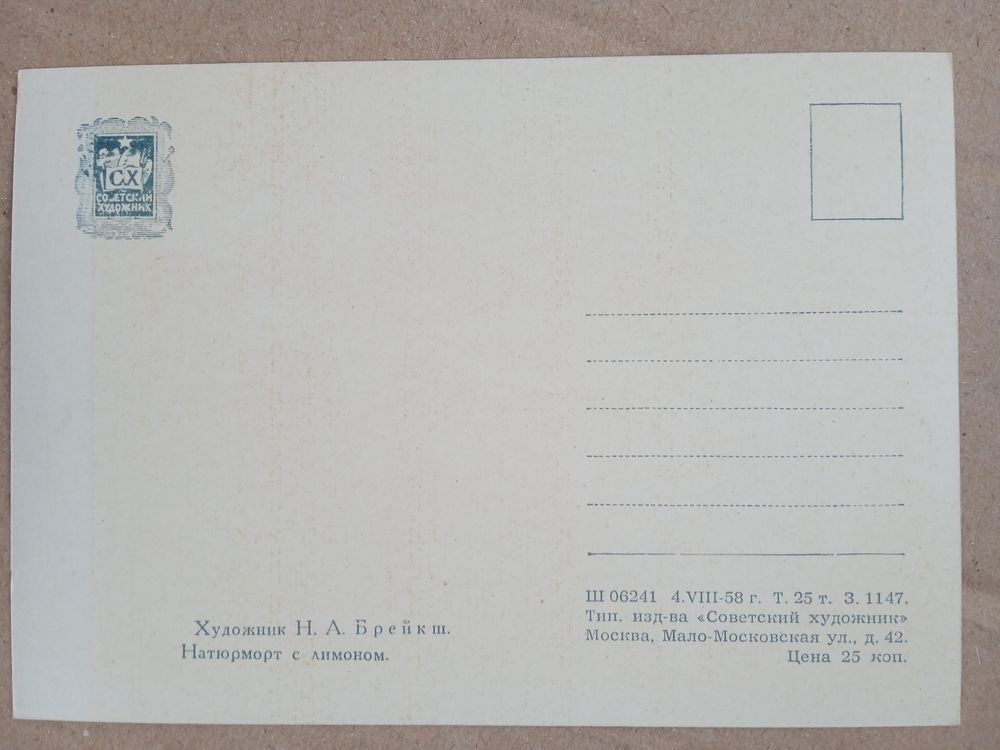 СХ
СОВЕТСКИЙ
ХУДОЖНИК
Художник Н. А. Брейкш.
Натюрморт с лимоном.
Ш 06241 4.VIII-58 г. Т. 25 т. З. 1147.
Тип. изд-ва «Советский художник»
Москва, Мало-Московская ул., д. 42.
Цена 25 коп.